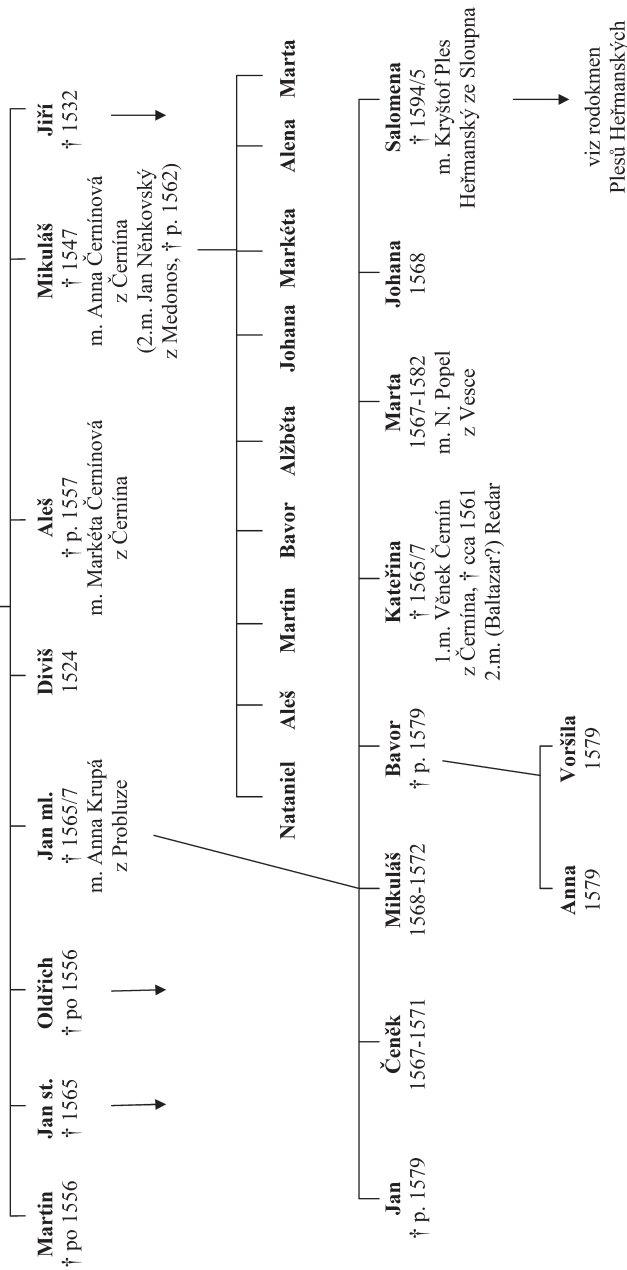 Martin
† po 1556
Jan st.
† 1565
Oldřich
† po 1556
Jan ml.
† 1565/7
m. Anna Krupá
z Probluze
Diviš
1524
Aleš
† p. 1557
m. Markéta Černínová
z Černína
Mikuláš
† 1547
m. Anna Černínová
z Černína
(2.m. Jan Něnkovský
z Medonos, † p. 1562)
Jiří
† 1532
Nataniel
Aleš
Martin
Bavor
Alžběta
Johana
Markéta
Alena
Marta
Jan
† p. 1579
Čeněk
1567-1571
Mikuláš
1568-1572
Bavor
† p. 1579
Kateřina
† 1565/7
1.m. Věnek Černín
z Černína, † cca 1561
2.m. (Baltazar?) Redar
Marta
1567-1582
m. N. Popel
z Vesce
Johana
1568
Salomena
† 1594/5
m. Kryštof Ples
Heřmanský ze Sloupna
Anna
1579
Voršila
1579
viz rodokmen
Plesů Heřmanských